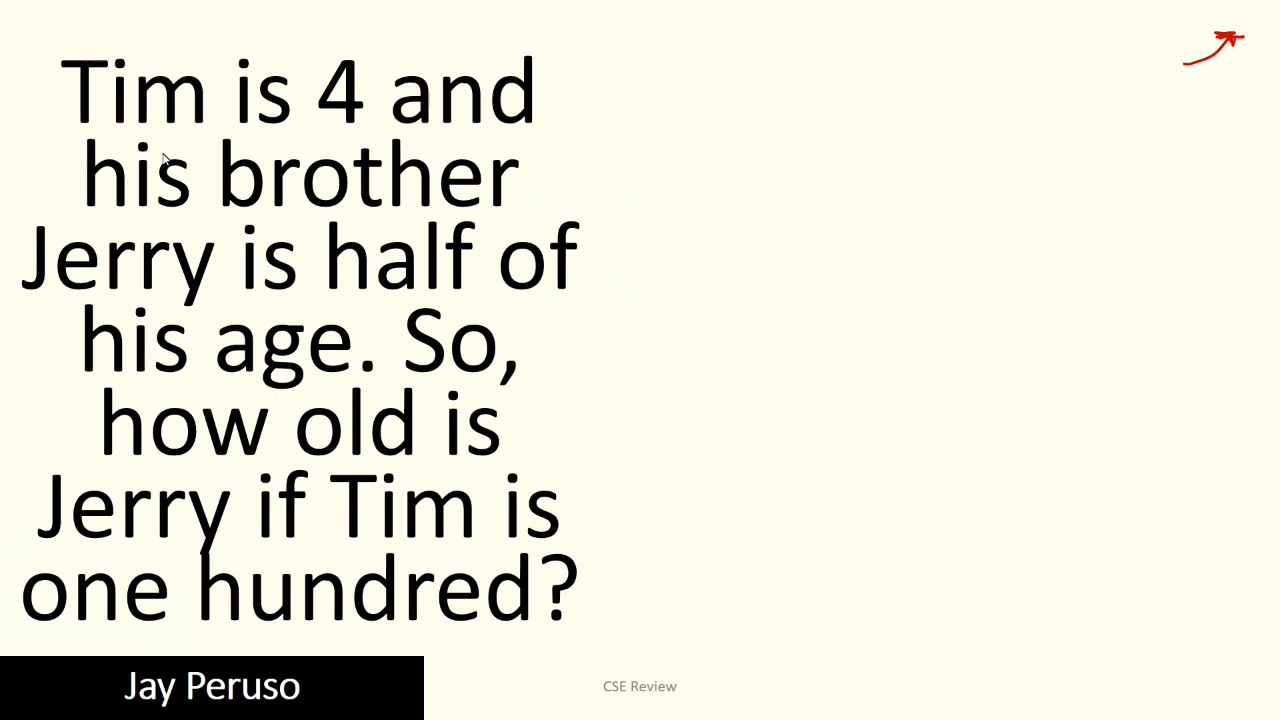 Tim is 4 and
his brother
Jerry is half of
his age. So,
how old is
Jerry if Tim is
one hundred?
Jay Peruso
CSE Review